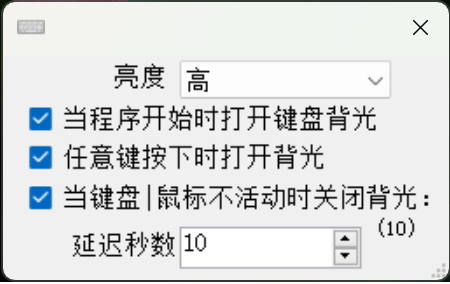 亮度 高
当程序开始时打开键盘背光
任意键按下时打开背光
当键盘|鼠标不活动时关闭背光：
延迟秒数 10 (10)